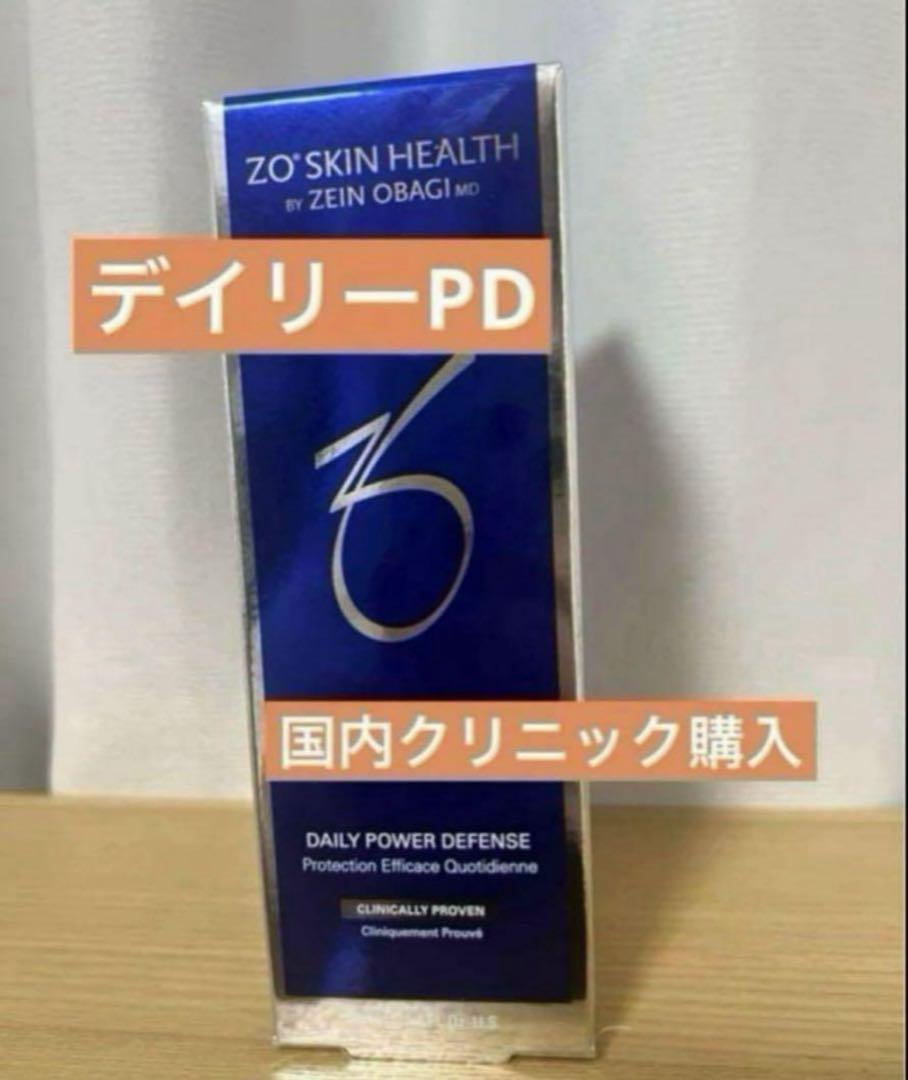 ZO® SKIN HEALTH
BY ZEIN OBAGI MD
デイリーPD
国内クリニック購入
DAILY POWER DEFENSE
Protection Efficace Quotidienne
CLINICALLY PROVEN
Cliniquement Prouvé